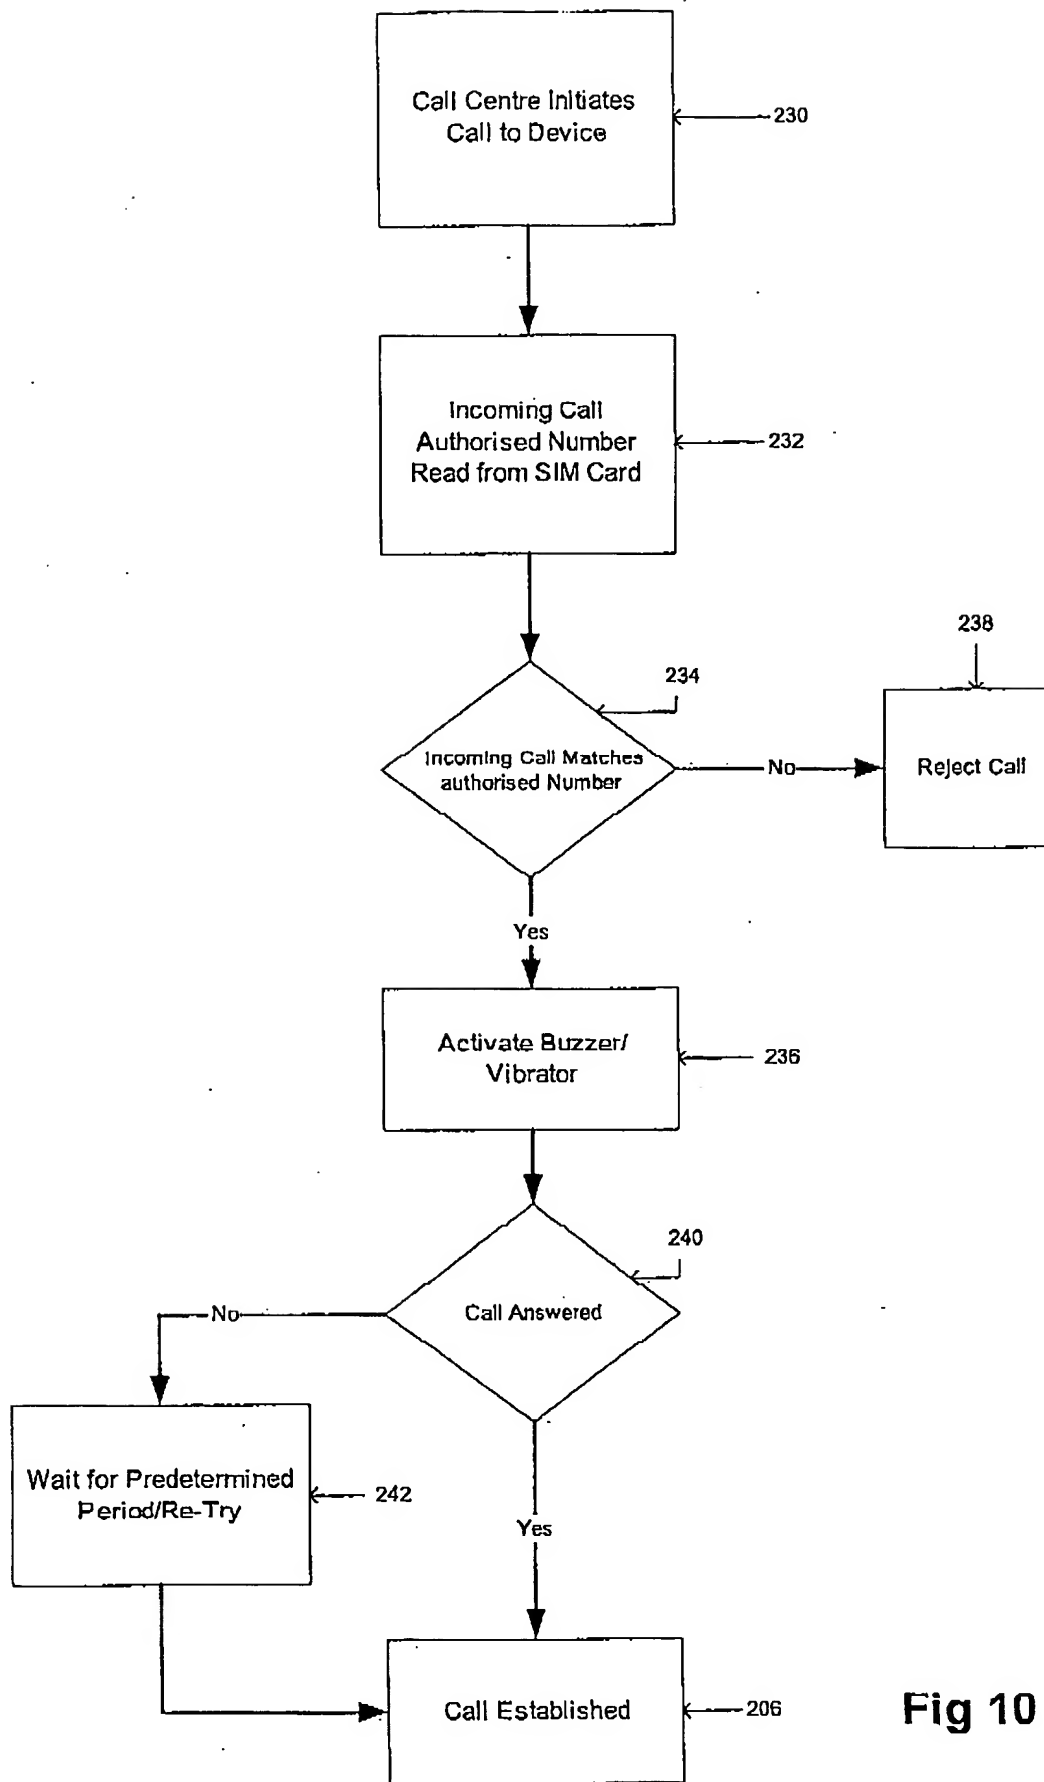 Call Centre Initiates
Call to Device
230
Incoming Call
Authorised Number
Read from SIM Card
232
238
234
Incoming Call Matches
authorised Number
No
Reject Call
Yes
Activate Buzzer/
Vibrator
236
240
Call Answered
No
Wait for Predetermined
Period/Re-Try
242
Yes
Call Established
206
Fig 10